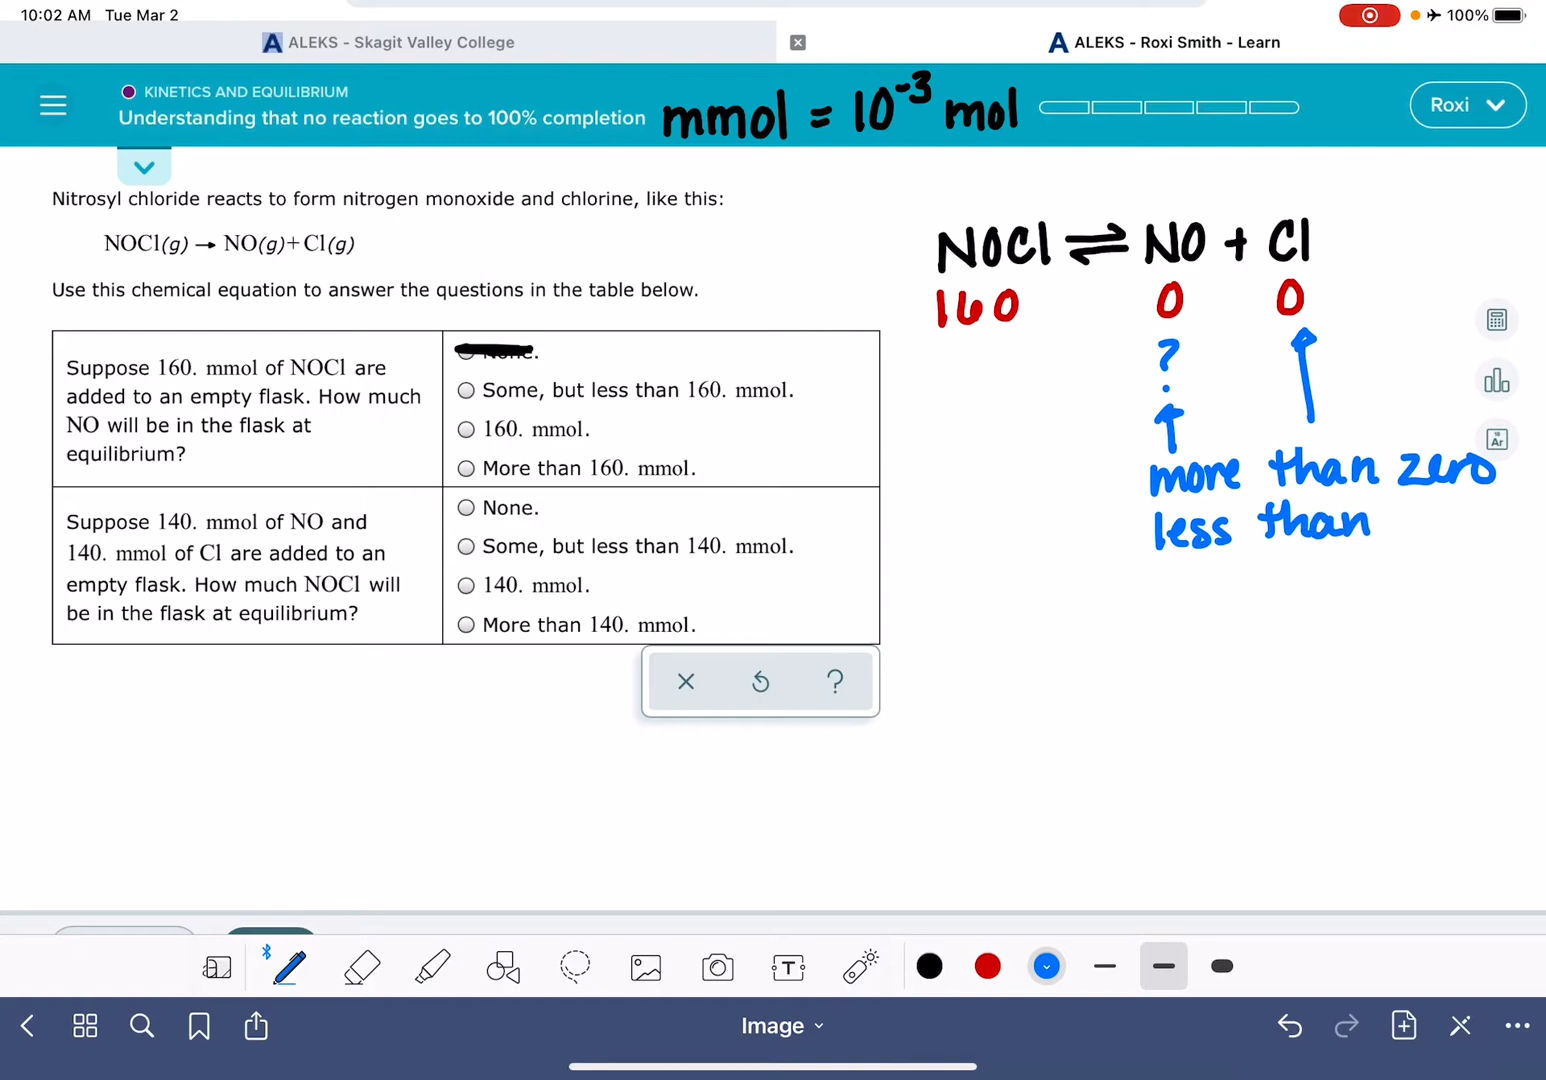 10:02 AM Tue Mar 2
100%
ALEKS - Skagit Valley College
ALEKS - Roxi Smith - Learn
KINETICS AND EQUILIBRIUM
Understanding that no reaction goes to 100% completion
mmol = 10⁻³ mol
Roxi
Nitrosyl chloride reacts to form nitrogen monoxide and chlorine, like this:
NOCl(g) → NO(g)+Cl(g)
Use this chemical equation to answer the questions in the table below.
Suppose 160. mmol of NOCl are
added to an empty flask. How much
NO will be in the flask at
equilibrium?
None.
Some, but less than 160. mmol.
160. mmol.
More than 160. mmol.
Suppose 140. mmol of NO and
140. mmol of Cl are added to an
empty flask. How much NOCl will
be in the flask at equilibrium?
None.
Some, but less than 140. mmol.
140. mmol.
More than 140. mmol.
NOCl ⇌ NO + Cl
160 0 0
?
more than zero
less than
Ar
Image